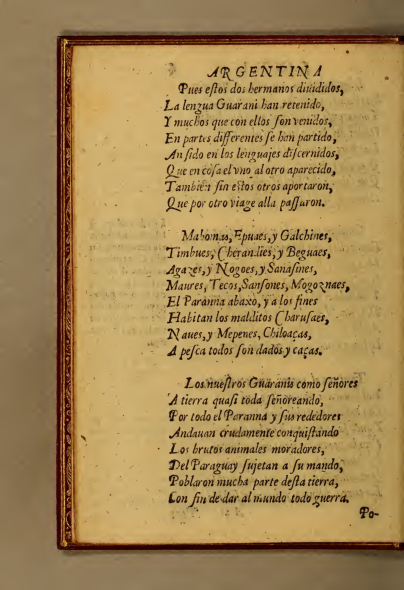 ARGENTINA
Pues eſtos dos hermanos diuididos,
La lengua Guarani han retenido,
Y muchos que con ellos ſon venidos,
En partes differentes ſe han partido,
An ſido en los lenguajes diſcernidos,
Que en coſa el vno al otro aparecido,
Tambien ſin eſtos otros aportaron,
Que por otro viage alla paſſaron.
Mahomas, Epuaes, y Galchines,
Timbues, Cherandies, y Beguaes,
Agazes, y Nogoes, y Sanaſines,
Maures, Tecos, Sanſones, Mogoznaes,
El Paranna abaxo, y a los fines
Habitan los malditos Charuſaes,
Naues, y Mepenes, Chiloaças,
A peſca todos ſon dados y caças.
Los nueſtros Guaranis como ſeñores
A tierra quaſi toda ſeñoreando,
Por todo el Paranna y ſus rededores
Andauan crudamente conquiſtando
Los brutos animales moradores,
Del Paraguay ſujetan a ſu mando,
Poblaron mucha parte deſta tierra,
Con fin de dar al mundo todo guerra.
Po-